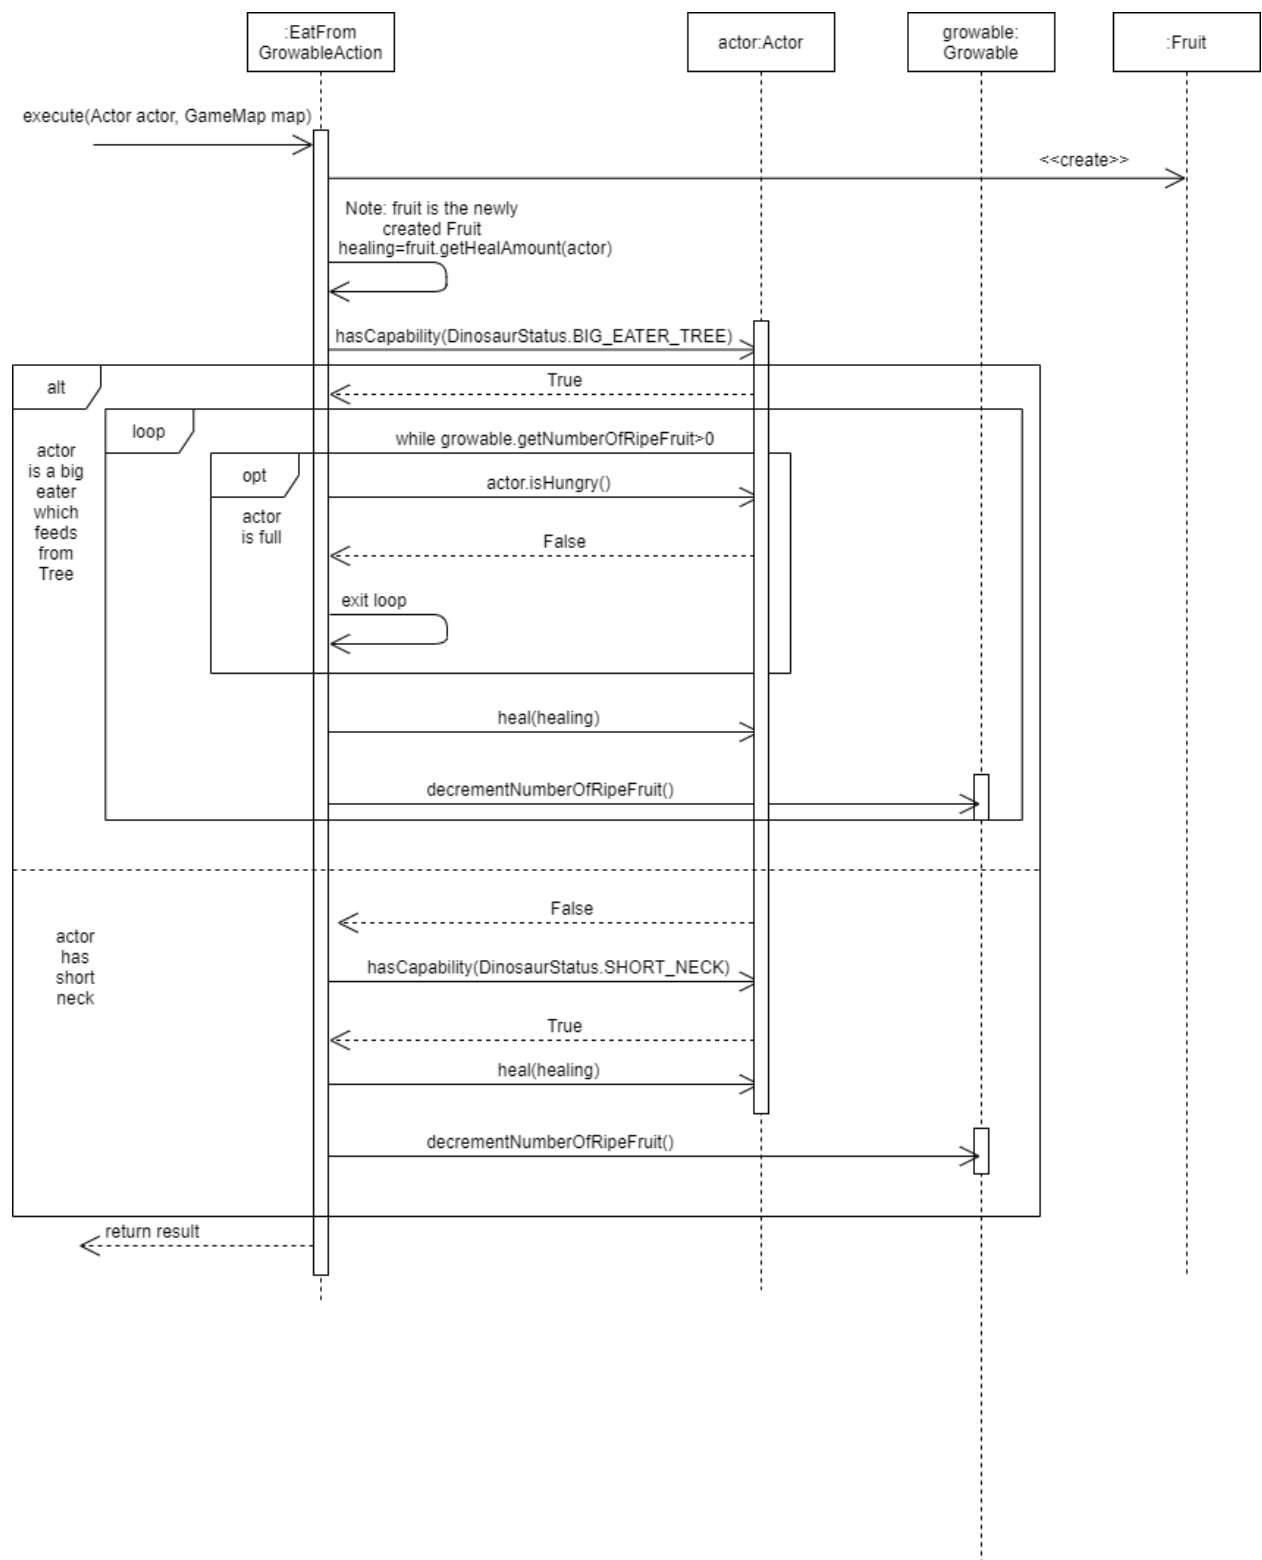 :EatFrom
GrowableAction
actor:Actor
growable:
Growable
:Fruit
execute(Actor actor, GameMap map)
<<create>>
Note: fruit is the newly
created Fruit
healing=fruit.getHealAmount(actor)
hasCapability(DinosaurStatus.BIG_EATER_TREE)
alt
True
loop
while growable.getNumberOfRipeFruit>0
actor
is a big
eater
which
feeds
from
Tree
opt
actor.isHungry()
actor
is full
False
exit loop
heal(healing)
decrementNumberOfRipeFruit()
False
actor
has
short
neck
hasCapability(DinosaurStatus.SHORT_NECK)
True
heal(healing)
decrementNumberOfRipeFruit()
return result